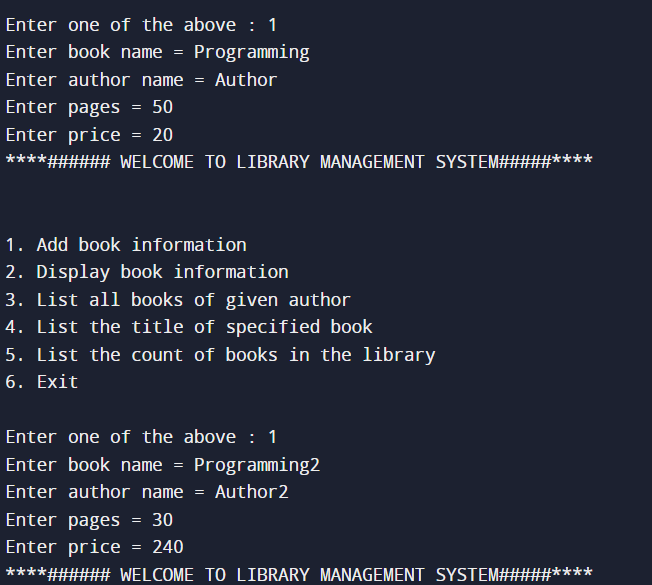 Enter one of the above : 1
Enter book name = Programming
Enter author name = Author
Enter pages = 50
Enter price = 20
****###### WELCOME TO LIBRARY MANAGEMENT SYSTEM#####****
1. Add book information
2. Display book information
3. List all books of given author
4. List the title of specified book
5. List the count of books in the library
6. Exit
Enter one of the above : 1
Enter book name = Programming2
Enter author name = Author2
Enter pages = 30
Enter price = 240
****###### WELCOME TO LIBRARY MANAGEMENT SYSTEM#####****